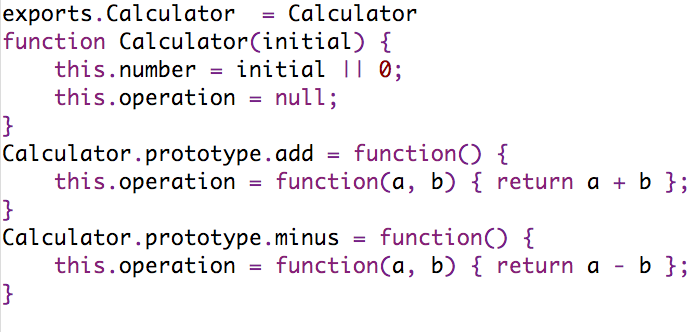 exports.Calculator  = Calculator
function Calculator(initial) {
    this.number = initial || 0;
    this.operation = null;
}
Calculator.prototype.add = function() {
    this.operation = function(a, b) { return a + b };
}
Calculator.prototype.minus = function() {
    this.operation = function(a, b) { return a - b };
}